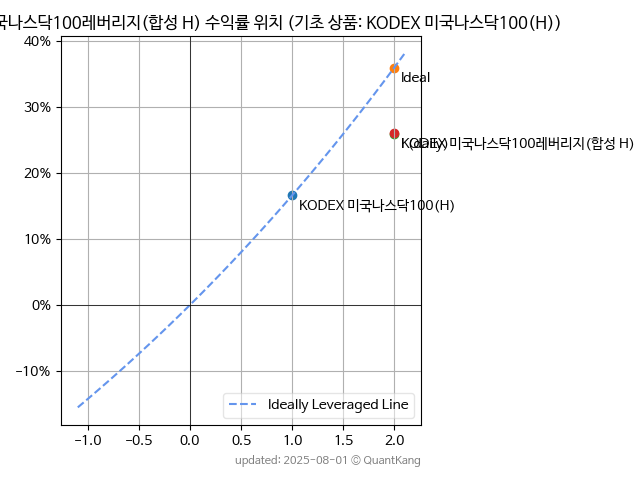 국나스닥100레버리지(합성 H) 수익률 위치 (기초 상품: KODEX 미국나스닥100(H))
40%
30%
20%
10%
0%
−10%
Ideal
KODEX 미국나스닥100레버리지(합성 H)
KODEX 미국나스닥100(H)
Ideally Leveraged Line
−1.0 −0.5 0.0 0.5 1.0 1.5 2.0
updated: 2025-08-01 © QuantKang